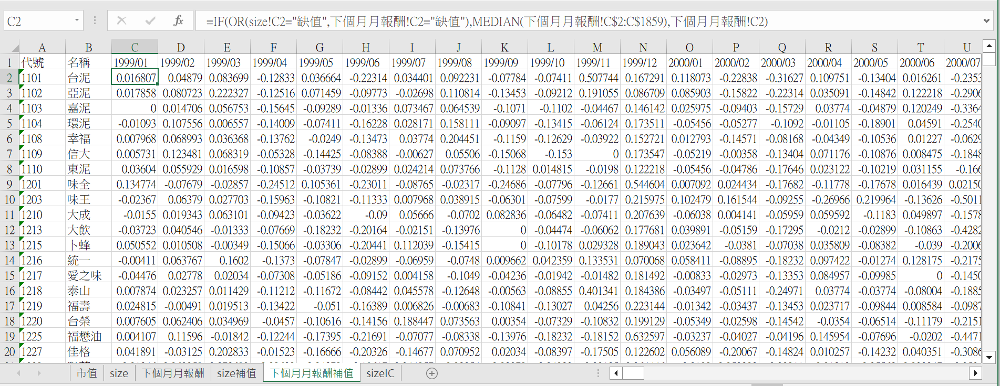 C2 fx =IF(OR(size!C2="缺值",下個月月報酬!C2="缺值"),MEDIAN(下個月月報酬!C$2:C$1859),下個月月報酬!C2)
A B C D E F G H I J K L M N O P Q R S T U
1 代號 名稱 1999/01 1999/02 1999/03 1999/04 1999/05 1999/06 1999/07 1999/08 1999/09 1999/10 1999/11 1999/12 2000/01 2000/02 2000/03 2000/04 2000/05 2000/06 2000/07
2 1101 台泥 0.016807 0.04879 0.083699 -0.12833 0.036664 -0.22314 0.034401 0.092231 -0.07784 -0.07411 0.507744 0.167291 0.118073 -0.22838 -0.31627 0.109751 -0.13404 0.016261 -0.2353
3 1102 亞泥 0.017858 0.080723 0.222327 -0.12516 0.071459 -0.09773 -0.02698 0.110814 -0.13453 -0.09212 0.191055 0.086709 0.085903 -0.15822 -0.22314 0.035091 -0.14842 0.122218 -0.2906
4 1103 嘉泥 0 0.014706 0.056753 -0.15645 -0.09289 -0.01336 0.073467 0.064539 -0.1071 -0.1102 -0.04467 0.146142 0.025975 -0.09403 -0.15729 0.03774 -0.04879 0.120249 -0.3364
5 1104 環泥 -0.01093 0.107556 0.006557 -0.14009 -0.07411 -0.16228 0.028171 0.158111 -0.09097 -0.13415 -0.06124 0.173511 -0.05456 -0.05277 -0.1092 -0.01105 -0.18901 0.04591 -0.2540
6 1108 幸福 0.007968 0.068993 0.036368 -0.13762 -0.0249 -0.13473 0.03774 0.204451 -0.1159 -0.12629 -0.03922 0.152721 0.012793 -0.14571 -0.08168 -0.04349 -0.10536 0.01227 -0.0629
7 1109 信大 0.005731 0.123481 0.068319 -0.05328 -0.14425 -0.08388 -0.00627 0.05506 -0.15068 -0.153 0 0.173547 -0.05219 -0.00358 -0.13404 0.071176 -0.10876 0.008475 -0.1848
8 1110 東泥 0.03604 0.055929 0.016598 -0.10857 -0.03739 -0.02899 0.024214 0.073766 -0.1128 0.014815 -0.0198 0.122218 -0.05456 -0.04786 -0.17646 0.023122 -0.10219 0.031155 -0.166
9 1201 味全 0.134774 -0.07679 -0.02857 -0.24512 0.105361 -0.23011 -0.08765 -0.02317 -0.24686 -0.07796 -0.12661 0.544604 0.007092 0.024434 -0.17682 -0.11778 -0.17678 0.016439 0.02150
10 1203 味王 -0.02367 0.06379 0.027703 -0.15963 -0.10821 -0.11333 0.007968 0.038915 -0.06301 -0.07599 -0.0177 0.215975 0.102479 0.161544 -0.09255 -0.26966 0.219964 -0.13626 -0.5011
11 1210 大成 -0.0155 0.019343 0.063101 -0.09423 -0.03622 -0.09 0.05666 -0.0702 0.082836 -0.06482 -0.07411 0.207639 -0.06038 0.004141 -0.05959 0.059592 -0.1183 0.049897 -0.1578
12 1213 大飲 -0.03723 0.040546 -0.01333 -0.07669 -0.18232 -0.20164 -0.02151 -0.13976 0 -0.04474 -0.06062 0.177681 0.039891 -0.05159 -0.17295 -0.0212 -0.02899 -0.10863 -0.4282
13 1215 卜蜂 0.050552 0.010508 -0.00349 -0.15066 -0.03306 -0.20441 0.112039 -0.15415 0 -0.10178 0.029328 0.189043 0.023642 -0.0381 -0.07038 0.035809 -0.08382 -0.039 -0.2006
14 1216 統一 -0.00411 0.063767 0.1602 -0.1373 -0.07847 -0.02899 -0.06959 -0.0748 0.009662 0.042359 0.133531 0.070068 0.058411 -0.08895 -0.18232 0.097422 -0.01274 0.128175 -0.2175
15 1217 愛之味 -0.04476 0.02778 0.02034 -0.07308 -0.05186 -0.09152 0.004158 -0.1049 -0.04236 -0.01942 -0.01482 0.181492 -0.00833 -0.02973 -0.13353 0.084957 -0.09985 0 -0.1450
16 1218 泰山 0.007874 0.023257 0.011429 -0.11212 -0.11672 -0.08442 0.045578 -0.12648 -0.00563 -0.08855 0.401341 0.184386 -0.03497 -0.05111 -0.24971 0.03774 -0.03774 -0.08004 -0.1885
17 1219 福壽 0.024815 -0.00491 0.019513 -0.13422 -0.051 -0.16389 0.006826 -0.00683 -0.10841 -0.13027 0.04256 0.223144 -0.01342 -0.03437 -0.13453 0.023717 -0.09844 0.008584 -0.0987
18 1220 台榮 0.007605 0.062406 0.034969 -0.0457 -0.10616 -0.14156 0.188447 0.073563 0.00354 -0.07329 -0.10832 0.199129 -0.05349 -0.02598 -0.14542 -0.0354 -0.06514 -0.11179 -0.2151
19 1225 福懋油 0.004107 0.11596 -0.01842 -0.12244 -0.17395 -0.21691 -0.07077 -0.08338 -0.13976 -0.18232 -0.18152 0.632597 -0.03237 -0.04027 -0.04196 0.145954 -0.07696 -0.0202 -0.4471
20 1227 佳格 0.041891 -0.03125 0.202833 -0.01523 -0.16666 -0.20326 -0.14677 0.070952 0.02034 -0.08397 -0.17505 0.122602 0.056089 -0.20067 -0.14824 0.010257 -0.14232 0.040351 -0.3086
市值 size 下個月月報酬 size補值 下個月月報酬補值 sizeIC